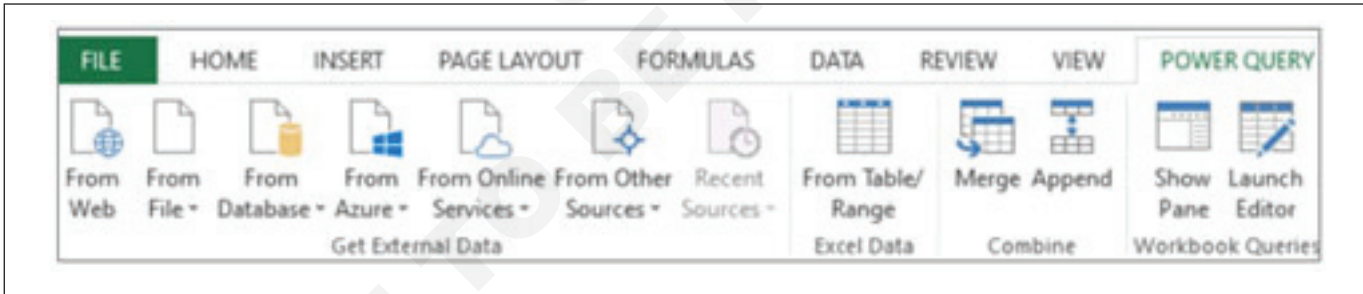 FILE HOME INSERT PAGE LAYOUT FORMULAS DATA REVIEW VIEW POWER QUERY
From From From From From Online From Other Recent From Table/ Merge Append Show Launch
Web File Database Azure Services Sources Sources Range Pane Editor
Get External Data Excel Data Combine Workbook Queries
TO BE